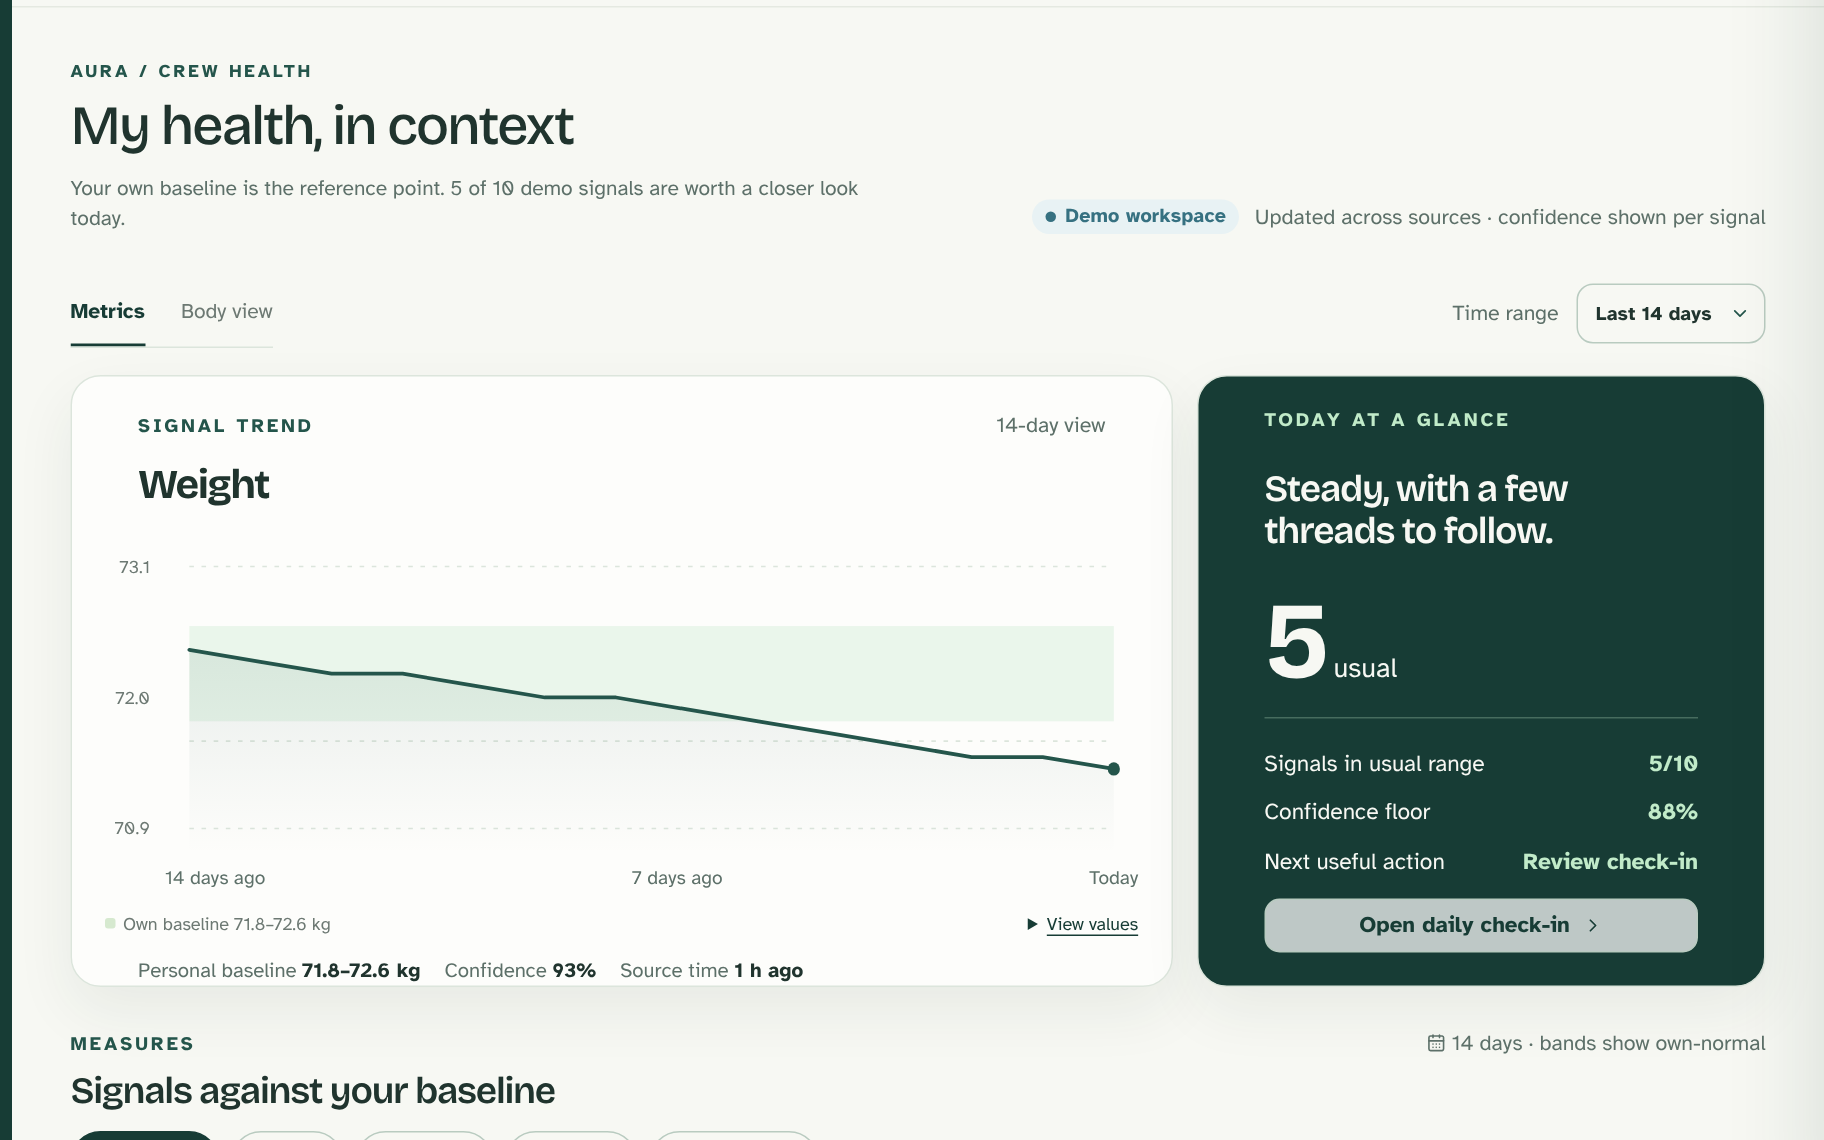 AURA / CREW HEALTH
My health, in context
Your own baseline is the reference point. 5 of 10 demo signals are worth a closer look
today.
Demo workspace
Updated across sources · confidence shown per signal
Metrics
Body view
Time range
Last 14 days
SIGNAL TREND
14-day view
Weight
73.1
72.0
70.9
14 days ago
7 days ago
Today
Own baseline 71.8–72.6 kg
View values
Personal baseline 71.8–72.6 kg
Confidence 93%
Source time 1 h ago
TODAY AT A GLANCE
Steady, with a few
threads to follow.
5 usual
Signals in usual range 5/10
Confidence floor 88%
Next useful action Review check-in
Open daily check-in
MEASURES
14 days · bands show own-normal
Signals against your baseline